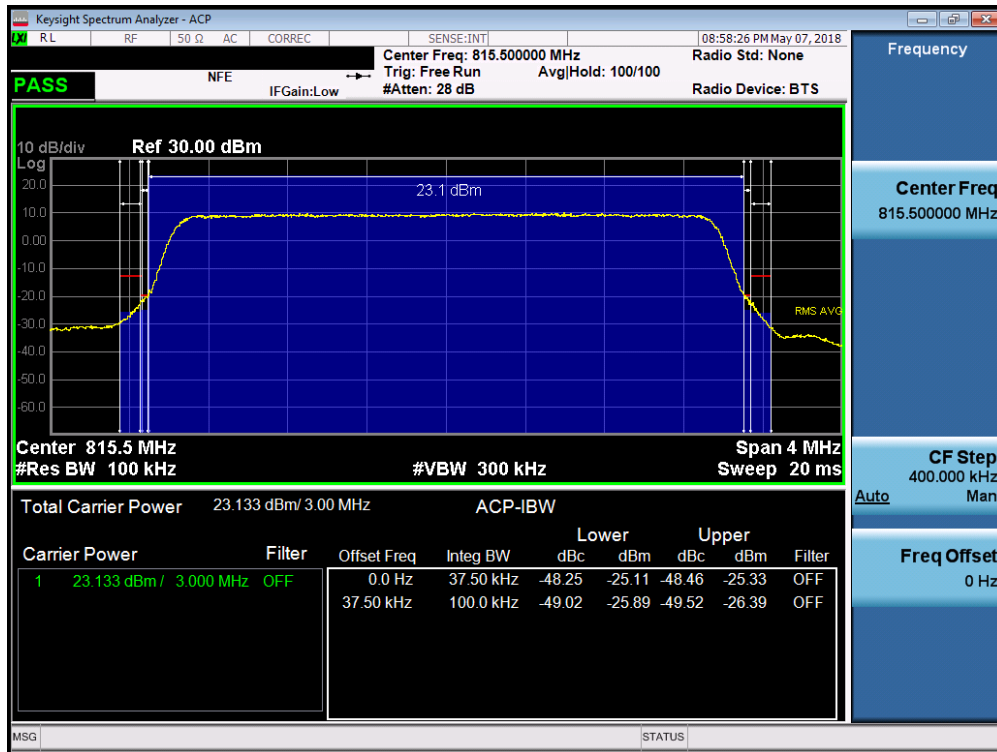 Keysight Spectrum Analyzer - ACP
LXI RL RF 50 Ω AC CORREC SENSE:INT 08:58:26 PM May 07, 2018
Center Freq: 815.500000 MHz Radio Std: None
NFE Trig: Free Run Avg|Hold: 100/100
PASS IFGain:Low #Atten: 28 dB Radio Device: BTS
10 dB/div Ref 30.00 dBm
Log
20.0
23.1 dBm
10.0
0.00
-10.0
-20.0
RMS AVG
-30.0
-40.0
-50.0
-60.0
Center 815.5 MHz Span 4 MHz
#Res BW 100 kHz #VBW 300 kHz Sweep 20 ms
Total Carrier Power 23.133 dBm/ 3.00 MHz ACP-IBW
Lower Upper
Carrier Power Filter Offset Freq Integ BW dBc dBm dBc dBm Filter
1 23.133 dBm / 3.000 MHz OFF 0.0 Hz 37.50 kHz -48.25 -25.11 -48.46 -25.33 OFF
37.50 kHz 100.0 kHz -49.02 -25.89 -49.52 -26.39 OFF
MSG STATUS
Frequency
Center Freq
815.500000 MHz
CF Step
400.000 kHz
Auto Man
Freq Offset
0 Hz